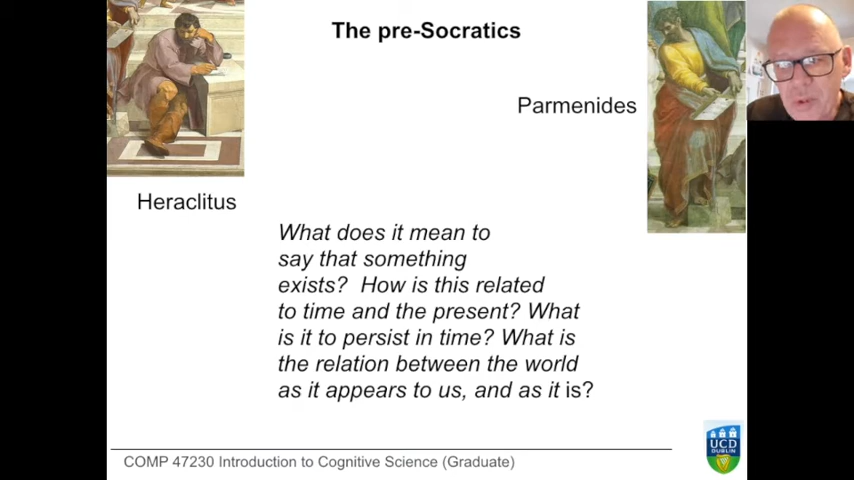 The pre-Socratics
Parmenides
Heraclitus
What does it mean to
say that something
exists?  How is this related
to time and the present? What
is it to persist in time? What is
the relation between the world
as it appears to us, and as it is?
COMP 47230 Introduction to Cognitive Science (Graduate)
UCD
DUBLIN